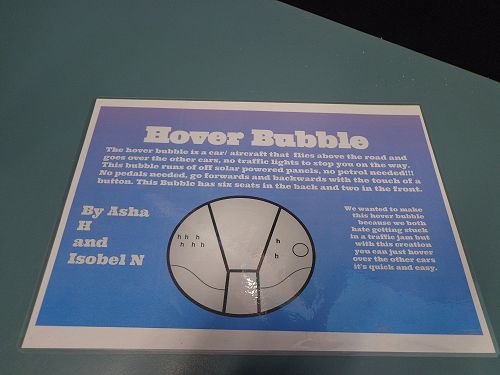 Hover Bubble
The hover bubble is a car/ aircraft that flies above the road and
goes over the other cars, no traffic lights to stop you on the way.
This bubble runs of off solar powered panels, no petrol needed!!!
No pedals needed, go forwards and backwards with the touch of a
button. This Bubble has six seats in the back and two in the front.
By Asha
H
and
Isobel N
We wanted to make
this hover bubble
because we both
hate getting stuck
in a traffic jam but
with this creation
you can just hover
over the other cars
it's quick and easy.
h h h
h h h
h
h